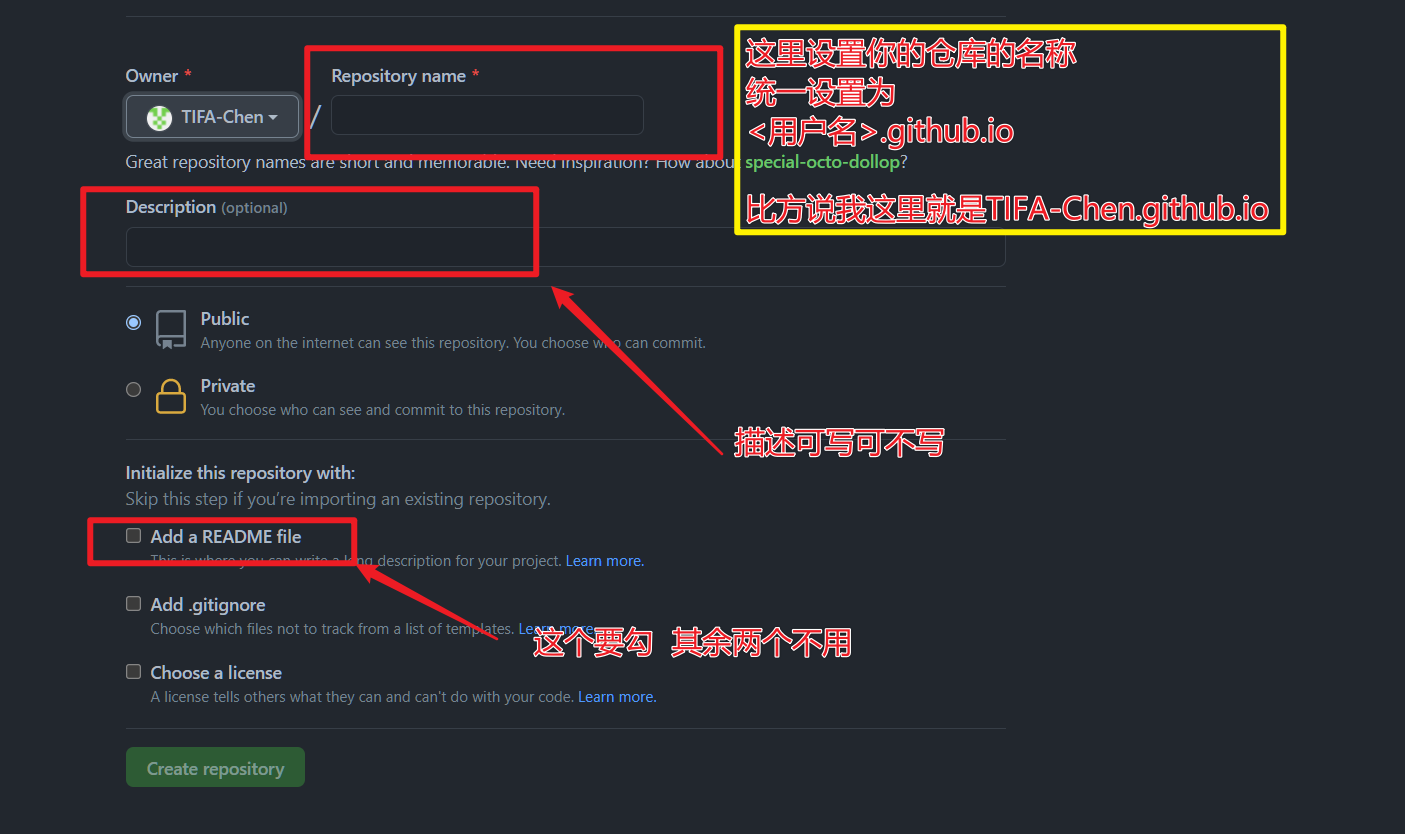 Owner *
Repository name *
TIFA-Chen
/
这里设置你的仓库的名称
统一设置为
<用户名>.github.io
比方说我这里就是TIFA-Chen.github.io
Great repository names are short and memorable. Need inspiration? How about special-octo-dollop?
Description (optional)
Public
Anyone on the internet can see this repository. You choose who can commit.
Private
You choose who can see and commit to this repository.
描述可写可不写
Initialize this repository with:
Skip this step if you're importing an existing repository.
Add a README file
This is where you can write a long description for your project. Learn more.
Add .gitignore
Choose which files not to track from a list of templates. Learn more.
这个要勾 其余两个不用
Choose a license
A license tells others what they can and can't do with your code. Learn more.
Create repository